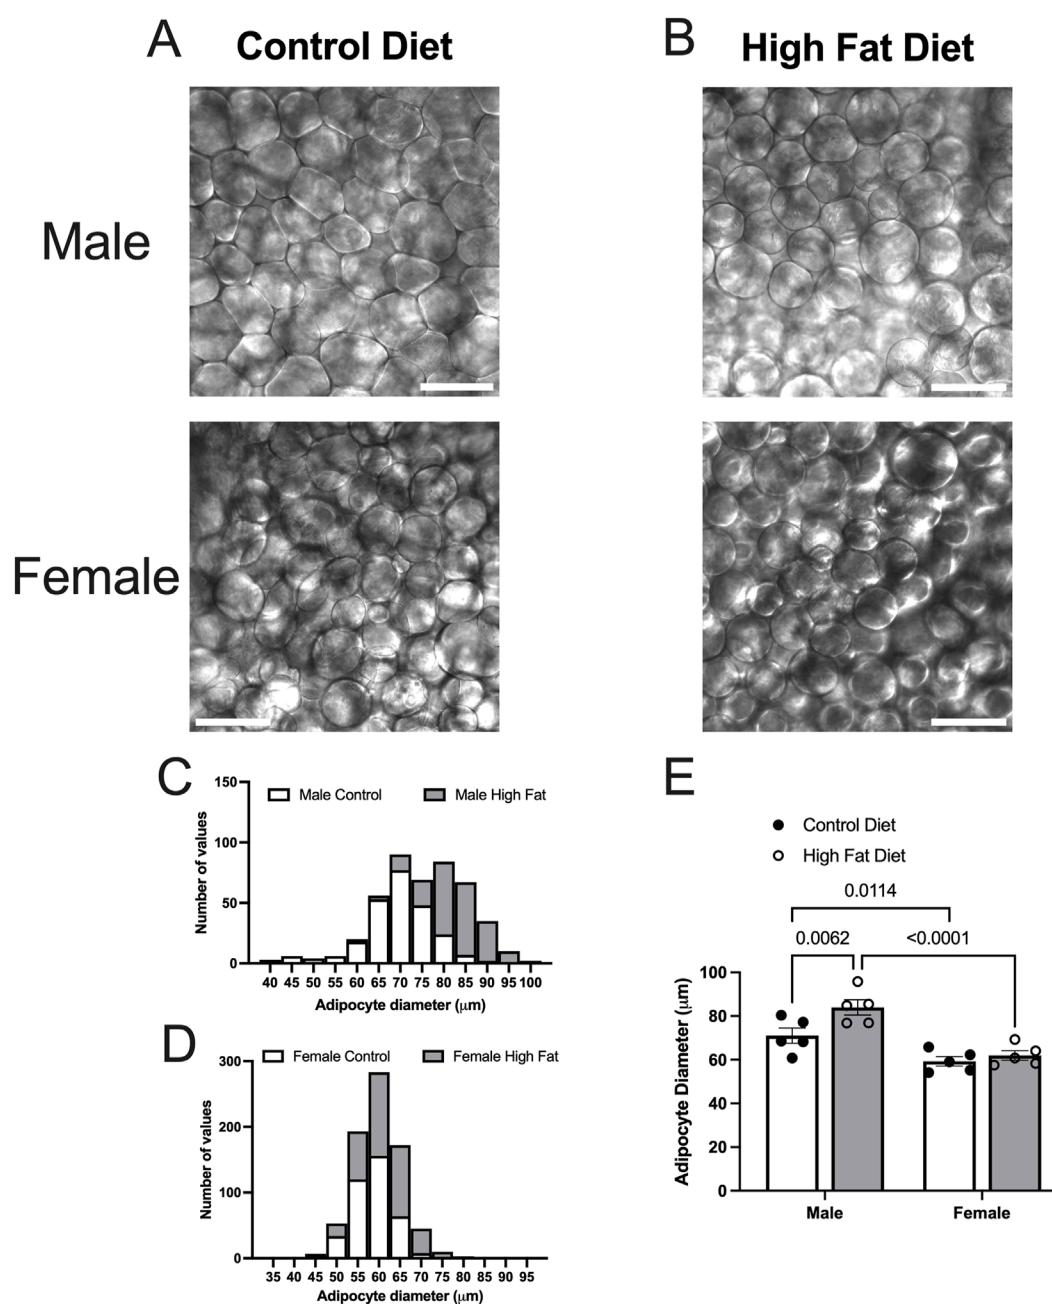 A
Control Diet
B
High Fat Diet
Male
Female
C
150
100
50
0
Number of values
Male Control
Male High Fat
40 45 50 55 60 65 70 75 80 85 90 95 100
Adipocyte diameter (μm)
D
300
200
100
0
Number of values
Female Control
Female High Fat
35 40 45 50 55 60 65 70 75 80 85 90 95
Adipocyte diameter (μm)
E
Control Diet
High Fat Diet
0.0114
0.0062
<0.0001
100
80
60
40
20
0
Adipocyte Diameter (μm)
Male
Female